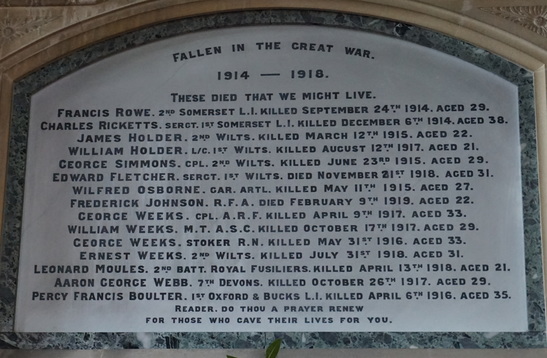 FALLEN IN THE GREAT WAR.
1914 — 1918.
THESE DIED THAT WE MIGHT LIVE.
FRANCIS ROWE. 2ND SOMERSET L.I. KILLED SEPTEMBER 24TH 1914. AGED 29.
CHARLES RICKETTS. SERGT. 1ST SOMERSET L.I. KILLED DECEMBER 6TH 1914. AGED 38.
JAMES HOLDER. 2ND WILTS. KILLED MARCH 12TH 1915. AGED 22.
WILLIAM HOLDER. L/C. 1ST WILTS. KILLED AUGUST 12TH 1917. AGED 21.
GEORGE SIMMONS. CPL. 2ND WILTS. KILLED JUNE 23RD 1915. AGED 29.
EDWARD FLETCHER. SERGT. 1ST WILTS. DIED NOVEMBER 21ST 1918. AGED 31.
WILFRED OSBORNE. GAR. ARTL. KILLED MAY 11TH 1915. AGED 27.
FREDERICK JOHNSON. R.F.A. DIED FEBRUARY 9TH 1919. AGED 22.
GEORGE WEEKS. CPL. A.R.F. KILLED APRIL 9TH 1917. AGED 33.
WILLIAM WEEKS. M.T. A.S.C. KILLED OCTOBER 17TH 1917. AGED 29.
GEORGE WEEKS. STOKER R.N. KILLED MAY 31ST 1916. AGED 33.
ERNEST WEEKS. 2ND WILTS. KILLED JULY 31ST 1918. AGED 31.
LEONARD MOULES. 2ND BATT. ROYAL FUSILIERS. KILLED APRIL 13TH 1918. AGED 21.
AARON GEORGE WEBB. 7TH DEVONS. KILLED OCTOBER 26TH 1917. AGED 29.
PERCY FRANCIS BOULTER. 1ST OXFORD & BUCKS L.I. KILLED APRIL 6TH 1916. AGED 35.
READER, DO THOU A PRAYER RENEW
FOR THOSE WHO GAVE THEIR LIVES FOR YOU.